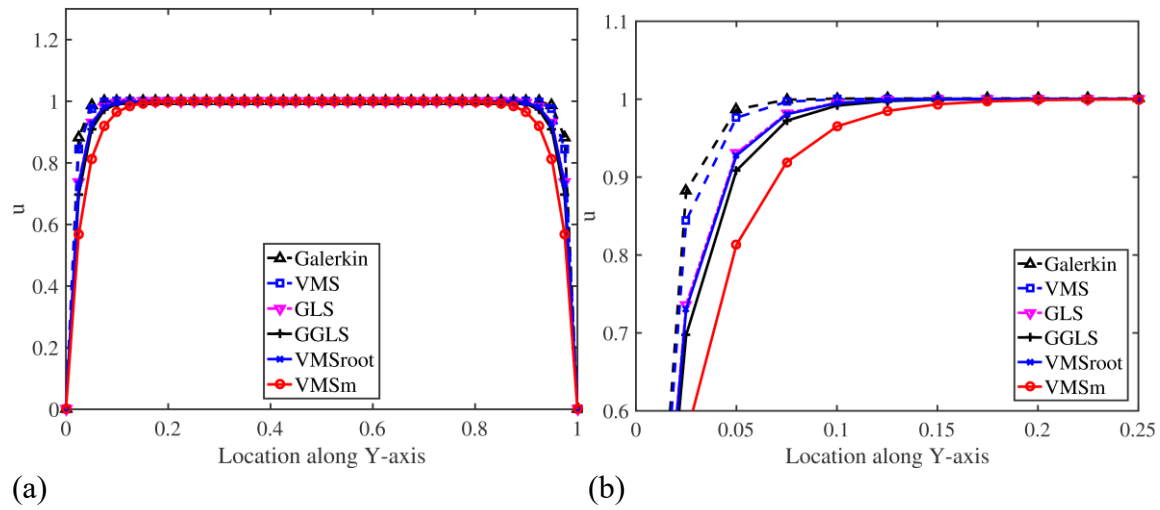 1.2
1
0.8
0.6
0.4
0.2
0
u
Galerkin
VMS
GLS
GGLS
VMSroot
VMSm
0 0.2 0.4 0.6 0.8 1
Location along Y-axis
(a)
1.1
1
0.9
0.8
0.7
0.6
u
Galerkin
VMS
GLS
GGLS
VMSroot
VMSm
0 0.05 0.1 0.15 0.2 0.25
Location along Y-axis
(b)